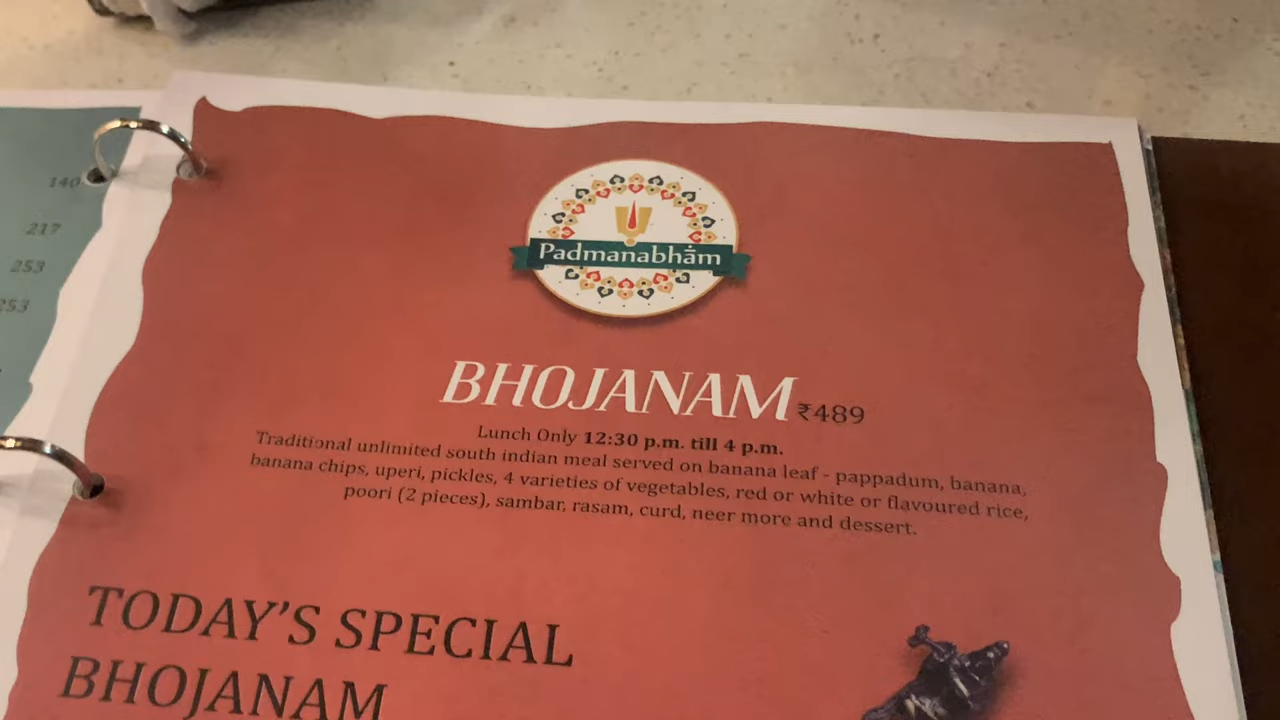 140
217
253
253
Padmanabhām
BHOJANAM ₹489
Lunch Only 12:30 p.m. till 4 p.m.
Traditional unlimited south indian meal served on banana leaf - pappadum, banana,
banana chips, uperi, pickles, 4 varieties of vegetables, red or white or flavoured rice,
poori (2 pieces), sambar, rasam, curd, neer more and dessert.
TODAY'S SPECIAL
BHOJANAM